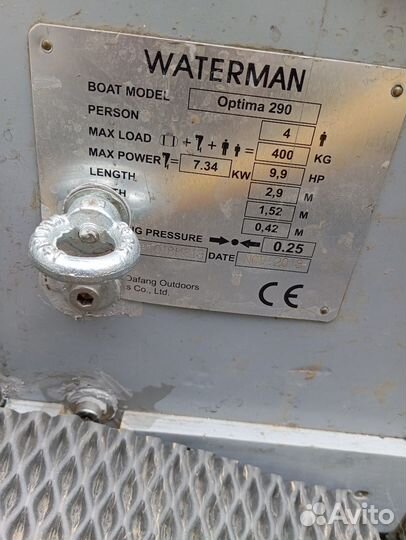 WATERMAN
BOAT MODEL Optima 290
PERSON 4
MAX LOAD + + = 400 KG
MAX POWER = 7.34 KW 9,9 HP
LENGTH 2,9 M
1,52 M
0,42 M
PRESSURE 0.25
DATE
Dafang Outdoors
Co., Ltd.
CE
Avito